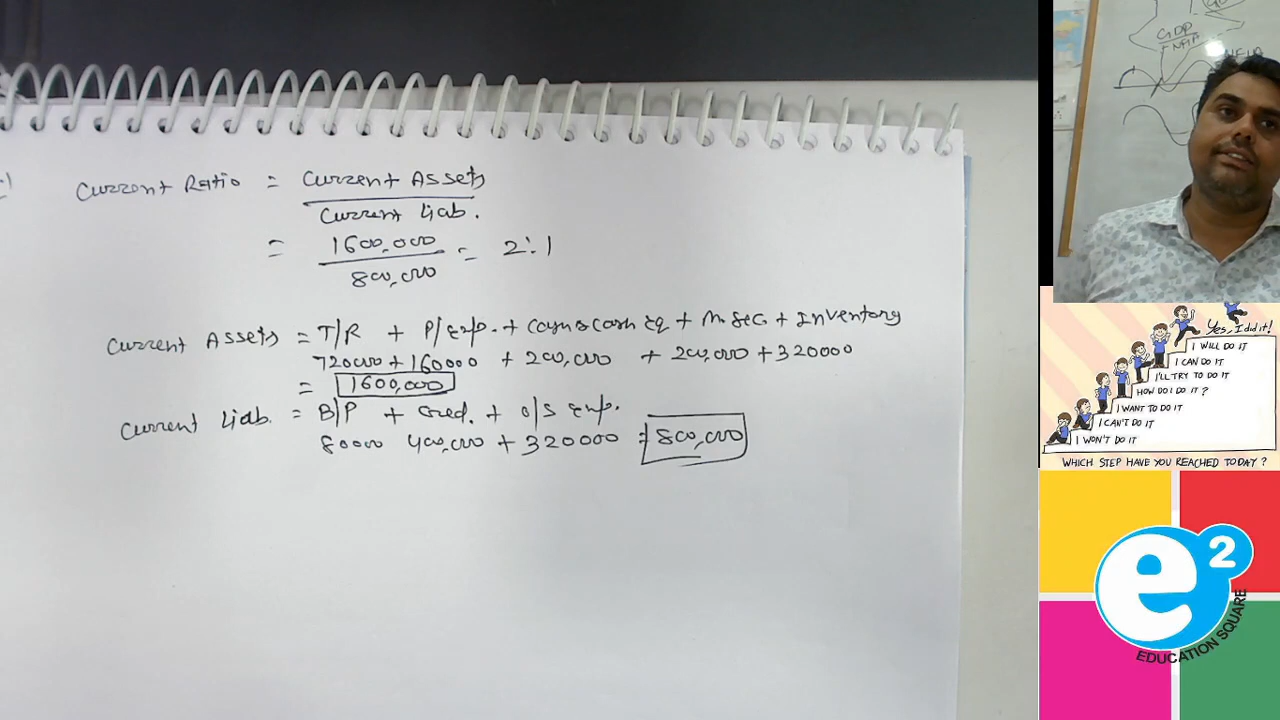 Current Ratio = Current Assets
Current Liab.
= 1600,000 = 2:1
800,000
Current Assets = T/R + P/Exp. + Cash & Cash Eq + M.Sec + Inventory
720000 + 160000 + 200,000 + 200,000 + 320000
= 1600,000
Current Liab. = B/P + Cred. + O/S Exp.
80000 400,000 + 320000 = 800,000
GDP
NFIA
NFIA
Yes, I did it!
I WILL DO IT
I CAN DO IT
I'LL TRY TO DO IT
HOW DO I DO IT ?
I WANT TO DO IT
I CAN'T DO IT
I WON'T DO IT
WHICH STEP HAVE YOU REACHED TODAY ?
e2
EDUCATION SQUARE